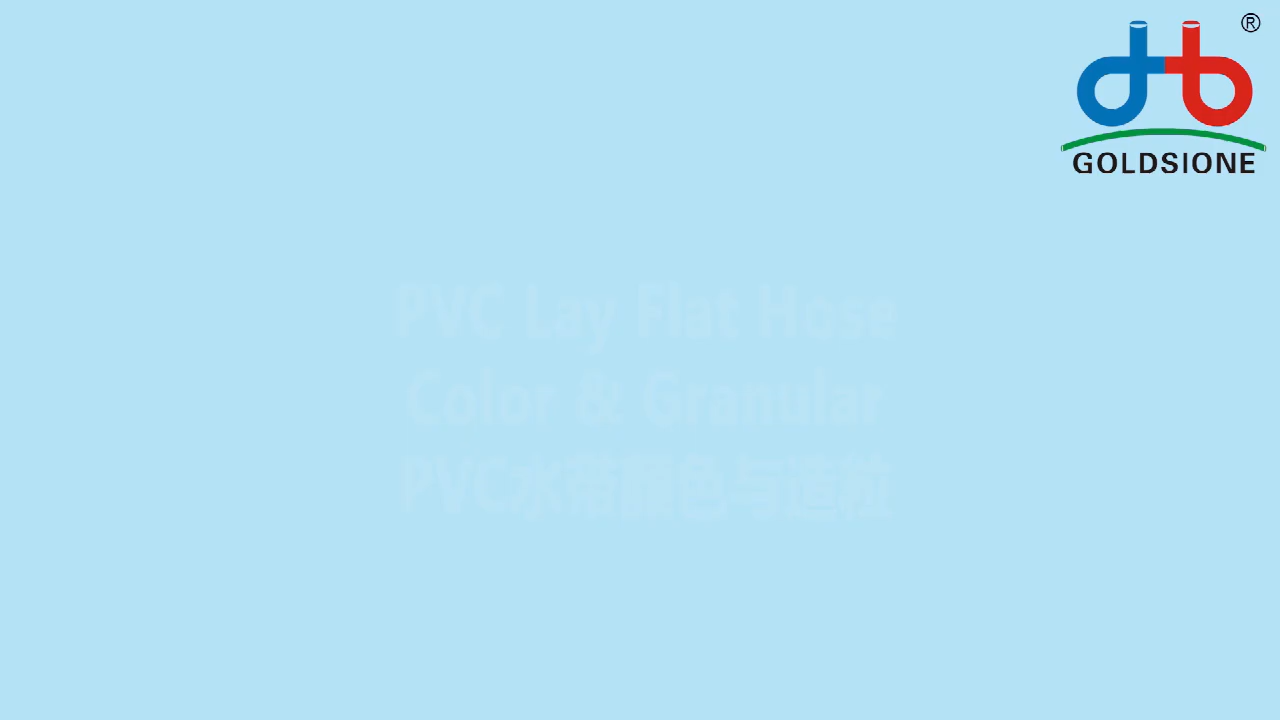 ®
GOLDSIONE
PVC Lay Flat Hose
Color & Granular
PVC水带颜色与造粒